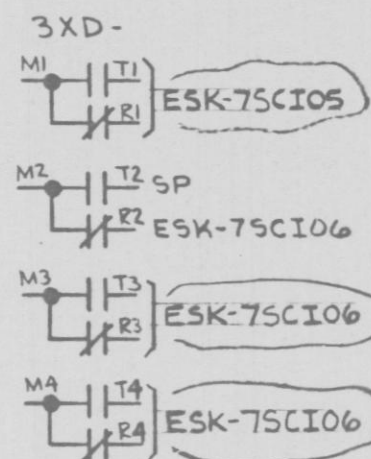 3XD-
M1 T1
R1 ESK-7SCI05
M2 T2 SP
R2 ESK-7SCI06
M3 T3
R3 ESK-7SCI06
M4 T4
R4 ESK-7SCI06